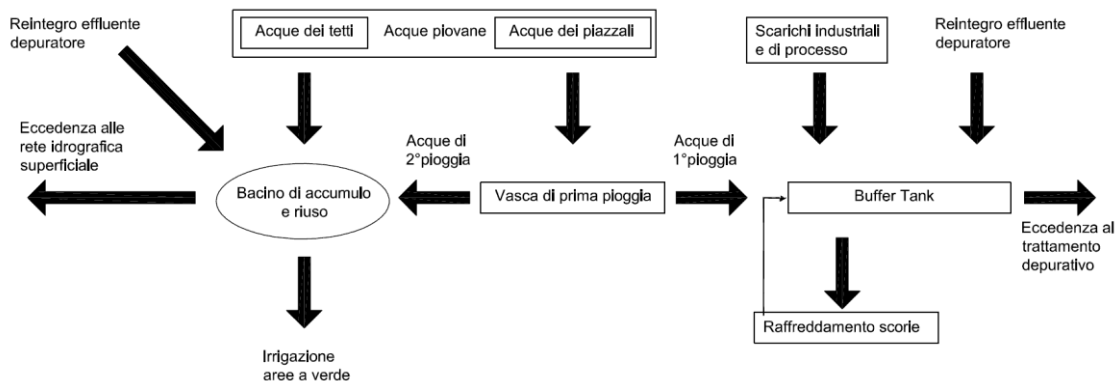 Reintegro effluente
depuratore
Acque dei tetti
Acque piovane
Acque dei piazzali
Scarichi industriali
e di processo
Reintegro effluente
depuratore
Eccedenza alle
rete idrografica
superficiale
Acque di
2°pioggia
Acque di
1°pioggia
Bacino di accumulo
e riuso
Vasca di prima pioggia
Buffer Tank
Eccedenza al
trattamento
depurativo
Raffreddamento scorie
Irrigazione
aree a verde